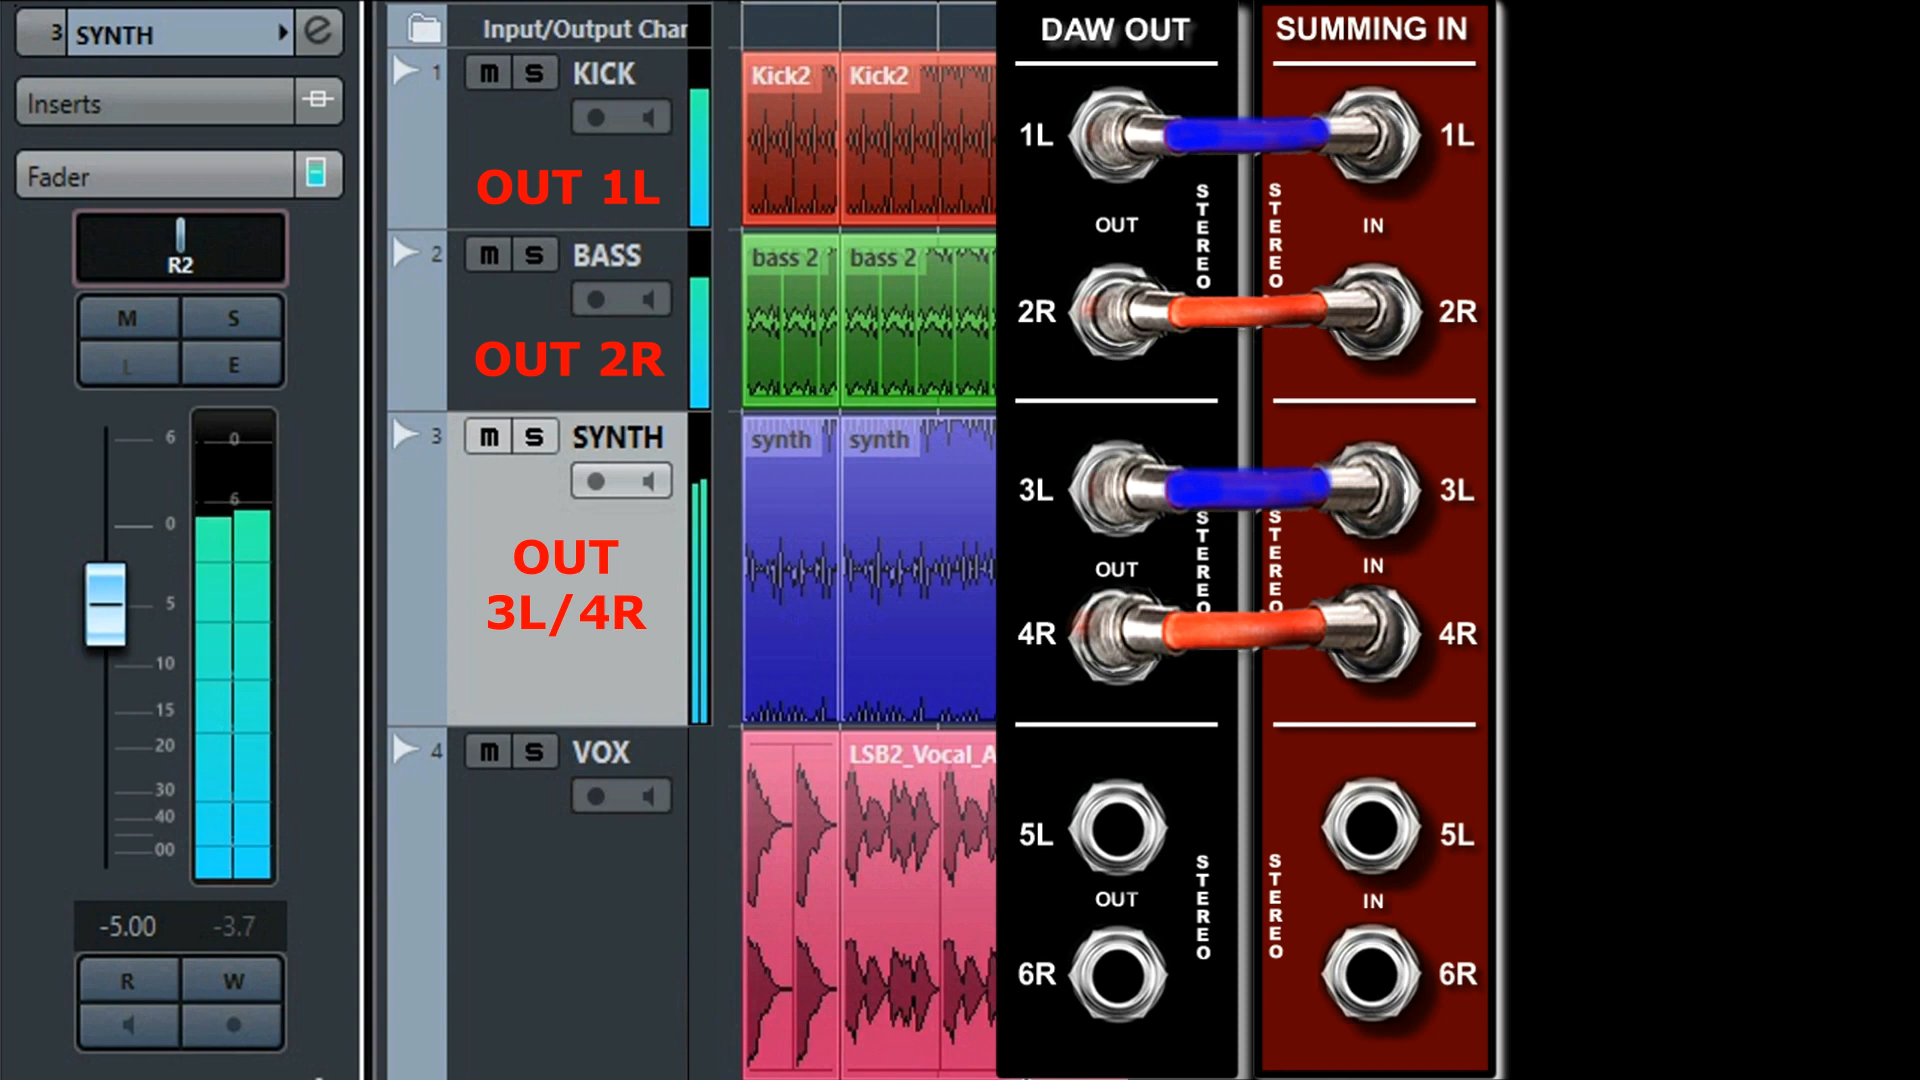 3 SYNTH
Inserts
Fader
R2
M S
L E
6
0
5
10
15
20
30
40
00
0
6
-5.00 -3.7
R W
Input/Output Char
1 m s KICK
OUT 1L
2 m s BASS
OUT 2R
3 m s SYNTH
OUT
3L/4R
4 m s VOX
Kick2 Kick2
bass 2 bass 2
synth synth
LSB2_Vocal_A
DAW OUT
1L
OUT
STEREO
2R
3L
OUT
STEREO
4R
5L
OUT
STEREO
6R
SUMMING IN
1L
IN
STEREO
2R
3L
IN
STEREO
4R
5L
IN
STEREO
6R